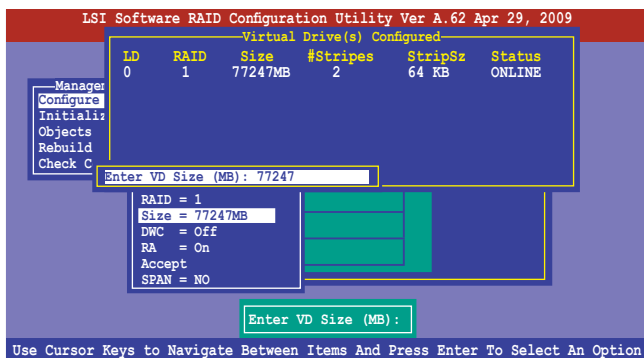 LSI Software RAID Configuration Utility Ver A.62 Apr 29, 2009
Virtual Drive(s) Configured
LD RAID Size #Stripes StripSz Status
0 1 77247MB 2 64 KB ONLINE
Manager
Configure
Initializ
Objects
Rebuild
Check C
Enter VD Size (MB): 77247
RAID = 1
Size = 77247MB
DWC = Off
RA = On
Accept
SPAN = NO
Enter VD Size (MB):
Use Cursor Keys to Navigate Between Items And Press Enter To Select An Option